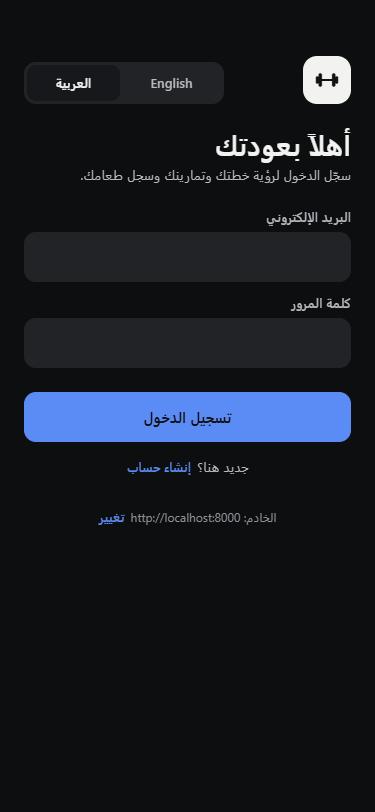 العربية English
أهلاً بعودتك
سجّل الدخول لرؤية خطتك وتمارينك وسجل طعامك.
البريد الإلكتروني
كلمة المرور
تسجيل الدخول
جديد هنا؟ إنشاء حساب
الخادم: http://localhost:8000 تغيير